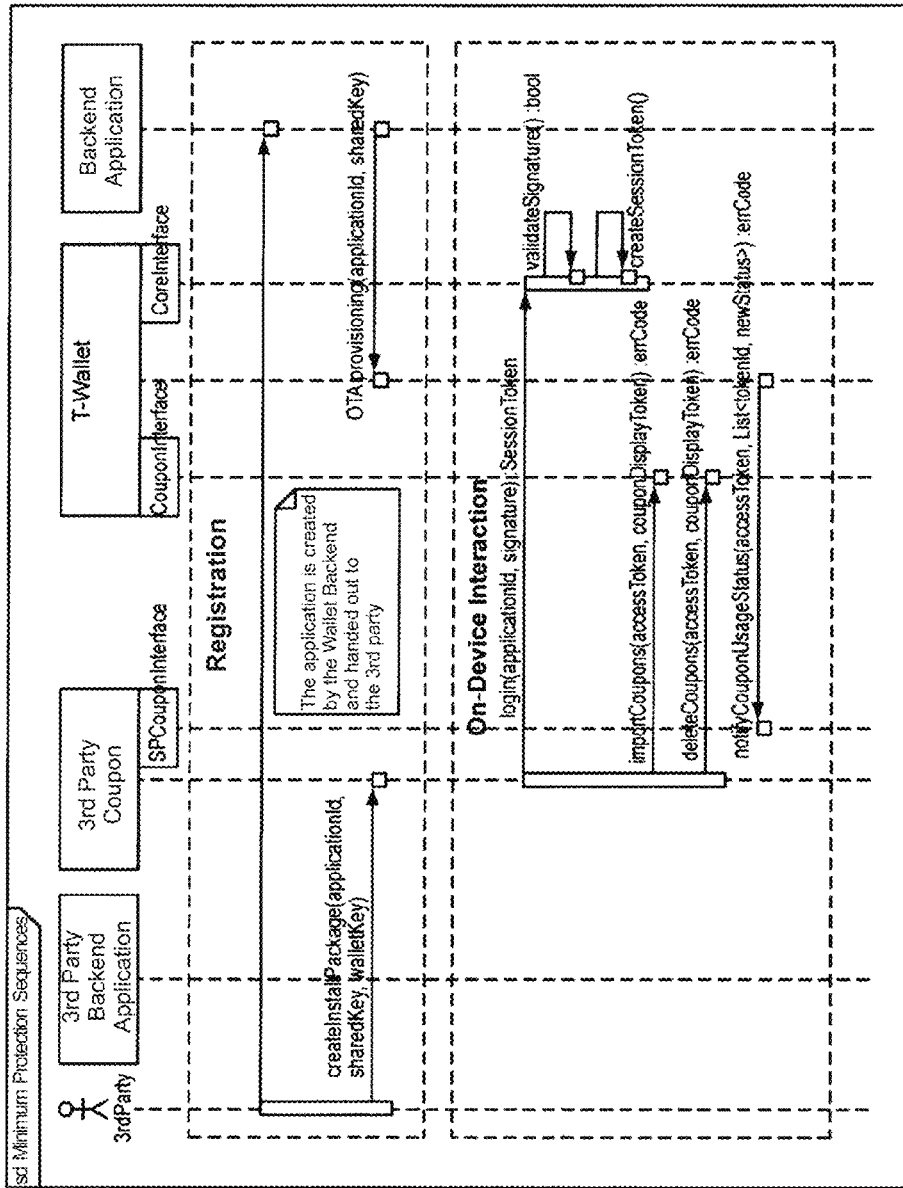 sd Minimum Protection Sequences
3rdParty
3rd Party
Backend
Application
3rd Party
Coupon
SPCouponInterface
T-Wallet
CouponInterface
CoreInterface
Backend
Application
Registration
The application is created
by the Wallet Backend
and handed out to
the 3rd party
createInstallPackage(applicationId,
sharedKey, walletKey)
OTA provisioning(applicationId, sharedKey)
On-Device Interaction
login(applicationId, signature) :SessionToken
validateSignature() :bool
createSessionToken()
importCoupons(accessToken, couponDisplayToken) :errCode
deleteCoupons(accessToken, couponDisplayToken) :errCode
notifyCouponUsageStatus(accessToken, List<tokenId, newStatus>) :errCode